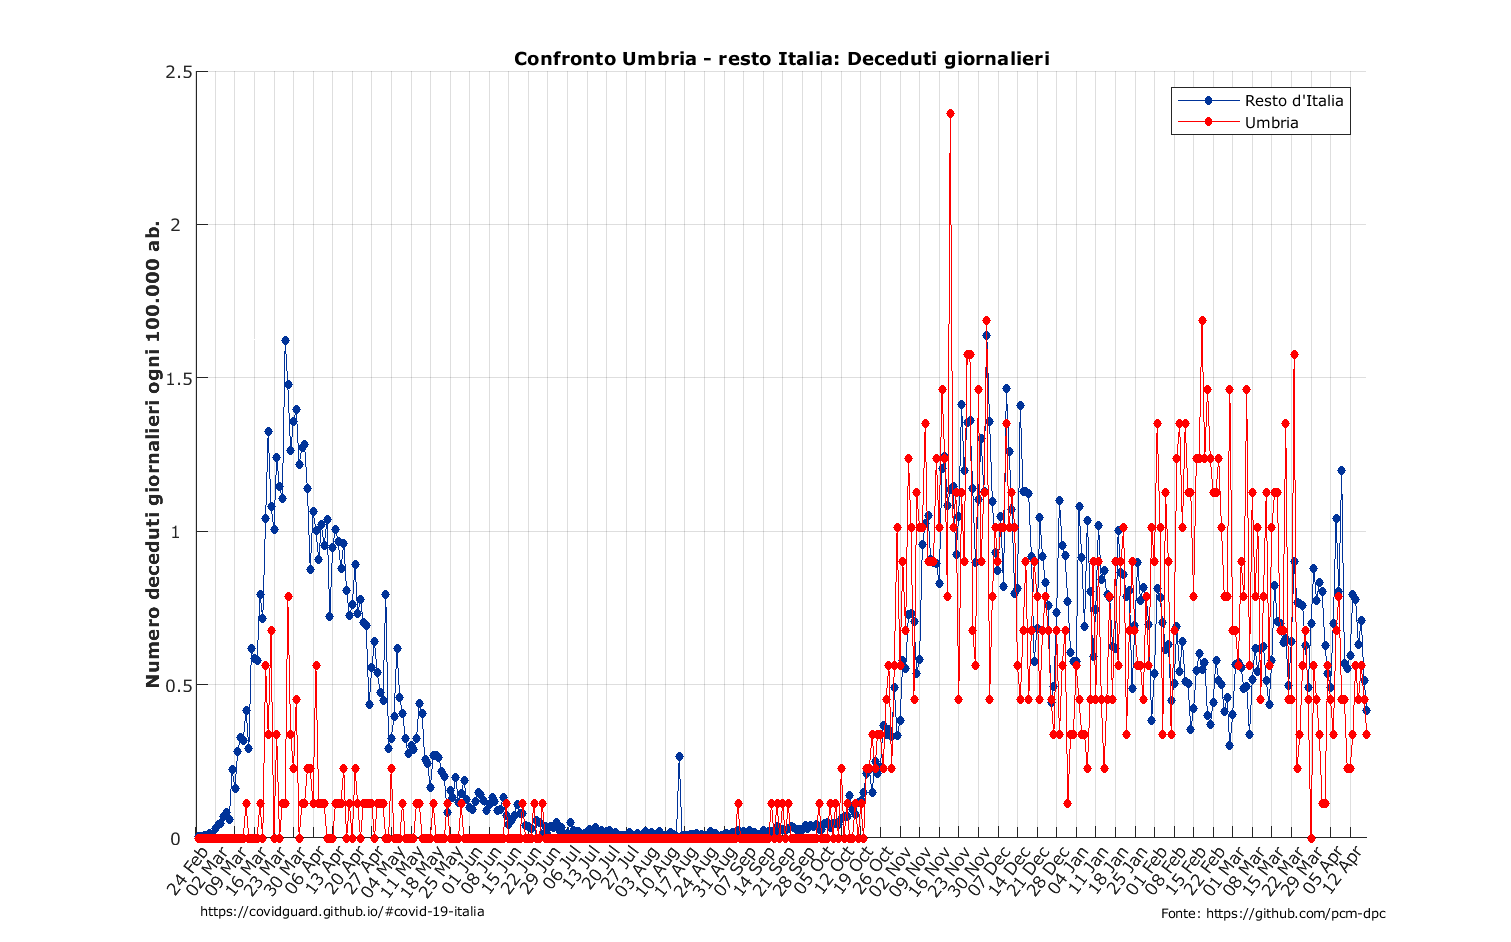 Confronto Umbria - resto Italia: Deceduti giornalieri
Numero deceduti giornalieri ogni 100.000 ab.
2.5
2
1.5
1
0.5
0
Resto d'Italia
Umbria
24 Feb
02 Mar
09 Mar
16 Mar
23 Mar
30 Mar
06 Apr
13 Apr
20 Apr
27 Apr
04 May
11 May
18 May
25 May
01 Jun
08 Jun
15 Jun
22 Jun
29 Jun
06 Jul
13 Jul
20 Jul
27 Jul
03 Aug
10 Aug
17 Aug
24 Aug
31 Aug
07 Sep
14 Sep
21 Sep
28 Sep
05 Oct
12 Oct
19 Oct
26 Oct
02 Nov
09 Nov
16 Nov
23 Nov
30 Nov
07 Dec
14 Dec
21 Dec
28 Dec
04 Jan
11 Jan
18 Jan
25 Jan
01 Feb
08 Feb
15 Feb
22 Feb
01 Mar
08 Mar
15 Mar
22 Mar
29 Mar
05 Apr
12 Apr
https://covidguard.github.io/#covid-19-italia
Fonte: https://github.com/pcm-dpc